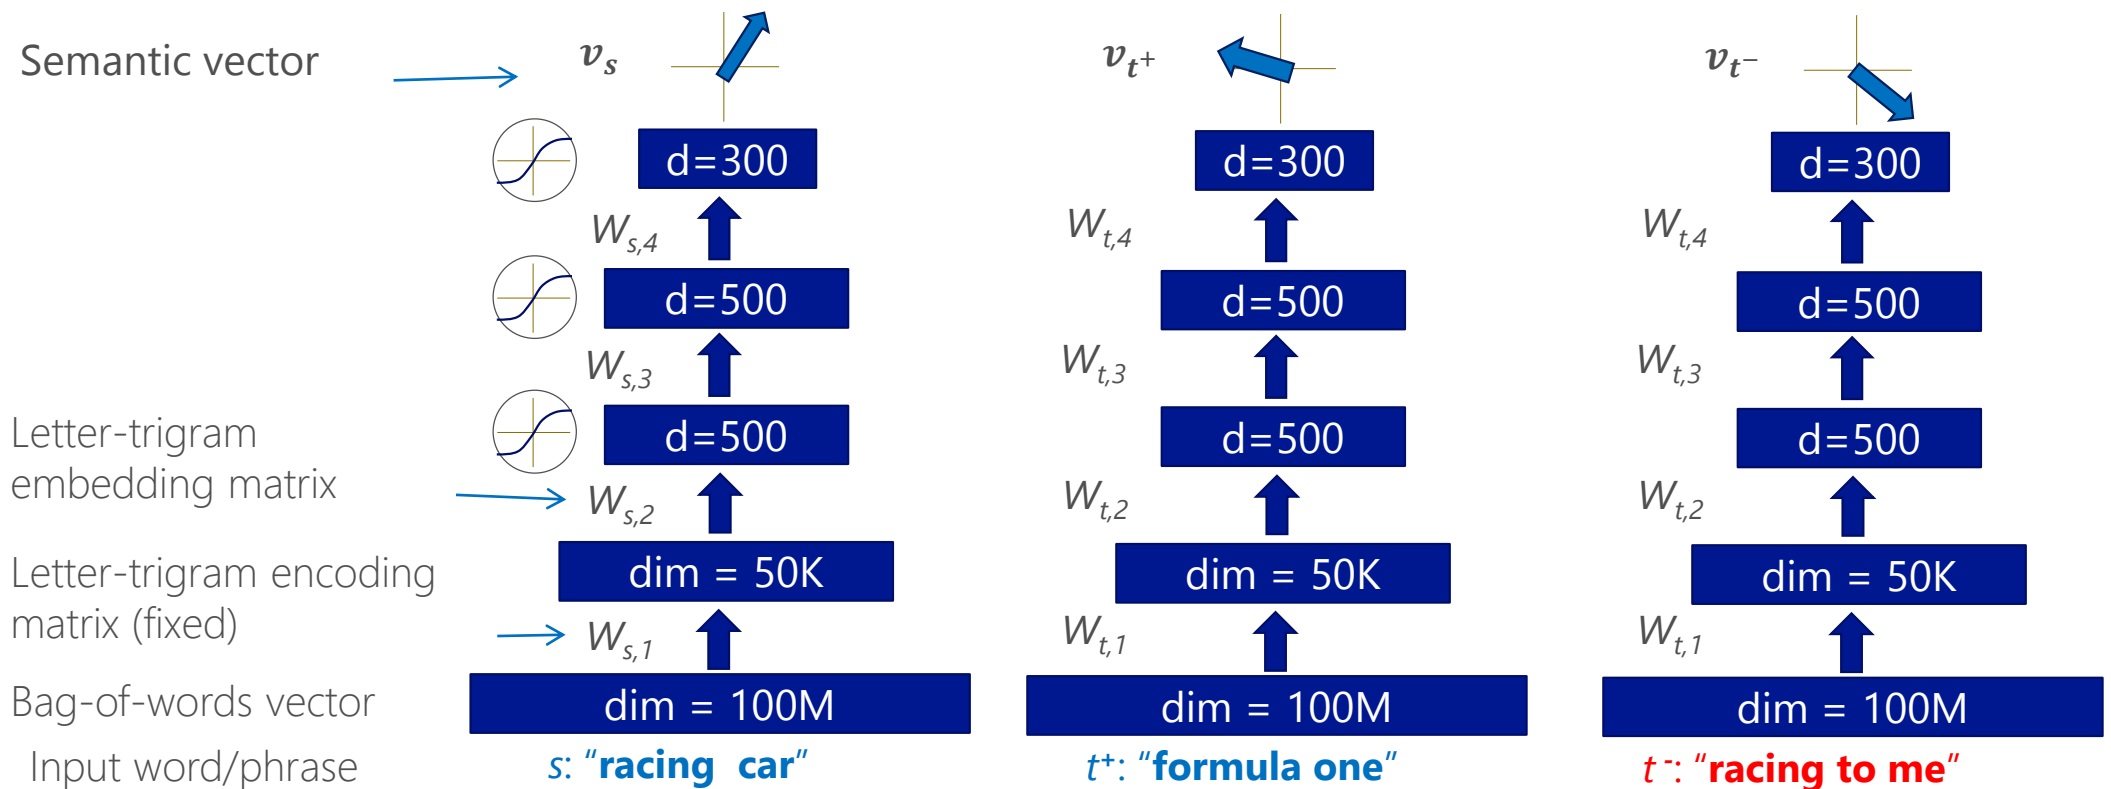 Semantic vector
v_s
v_t+
v_t-
d=300
d=300
d=300
W_s,4
W_t,4
W_t,4
d=500
d=500
d=500
W_s,3
W_t,3
W_t,3
Letter-trigram
embedding matrix
d=500
d=500
d=500
W_s,2
W_t,2
W_t,2
Letter-trigram encoding
matrix (fixed)
dim = 50K
dim = 50K
dim = 50K
W_s,1
W_t,1
W_t,1
Bag-of-words vector
dim = 100M
dim = 100M
dim = 100M
Input word/phrase
s: “racing car”
t+: “formula one”
t -: “racing to me”